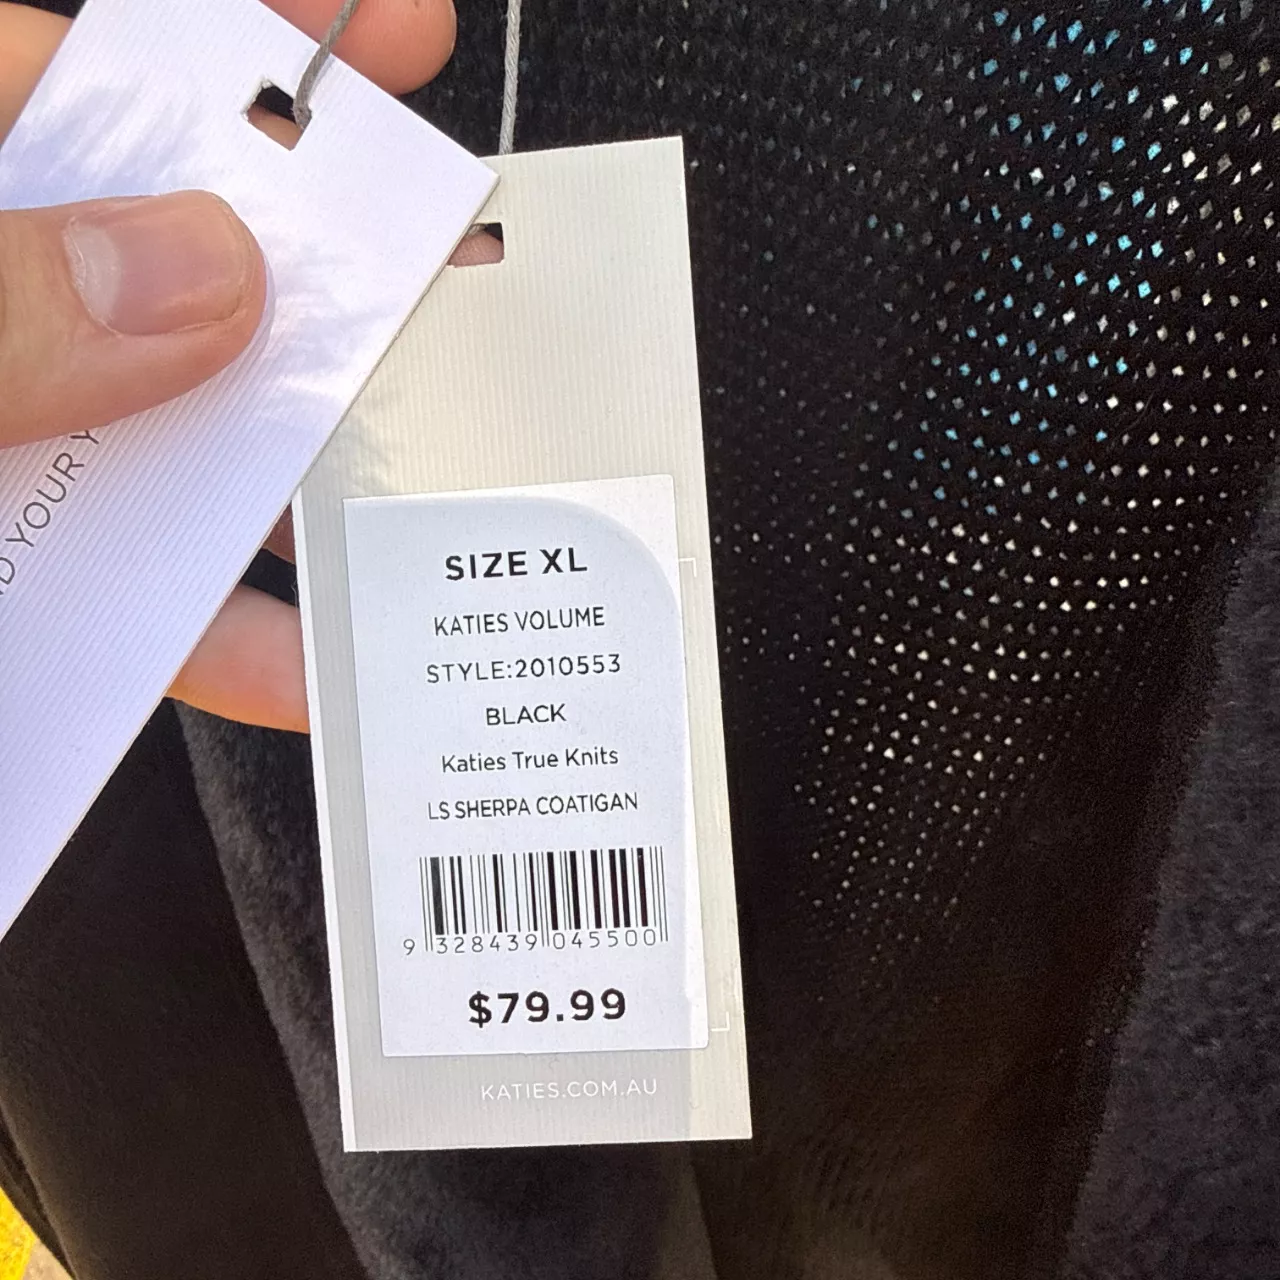 D YOUR Y
SIZE XL
KATIES VOLUME
STYLE:2010553
BLACK
Katies True Knits
LS SHERPA COATIGAN
9 328439 045500
$79.99
KATIES.COM.AU